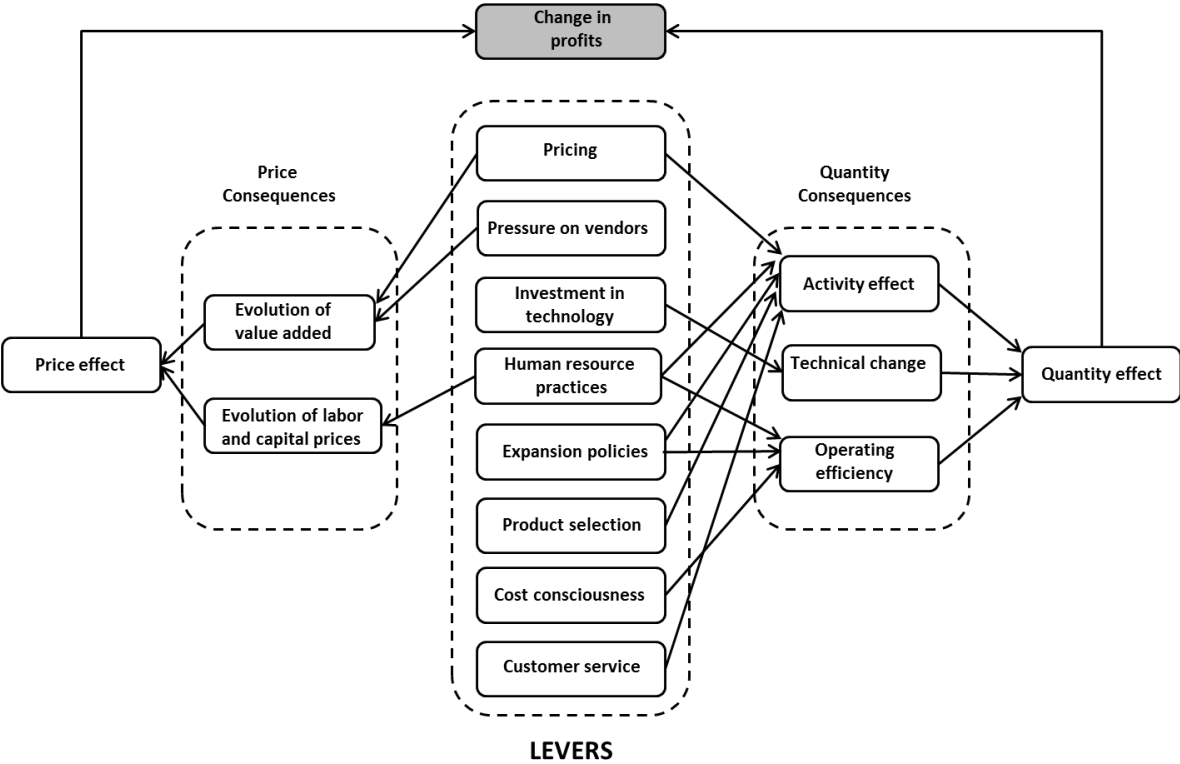 Change in
profits
Price
Consequences
Quantity
Consequences
Pricing
Pressure on vendors
Investment in
technology
Human resource
practices
Expansion policies
Product selection
Cost consciousness
Customer service
Evolution of
value added
Evolution of labor
and capital prices
Price effect
Activity effect
Technical change
Operating
efficiency
Quantity effect
LEVERS